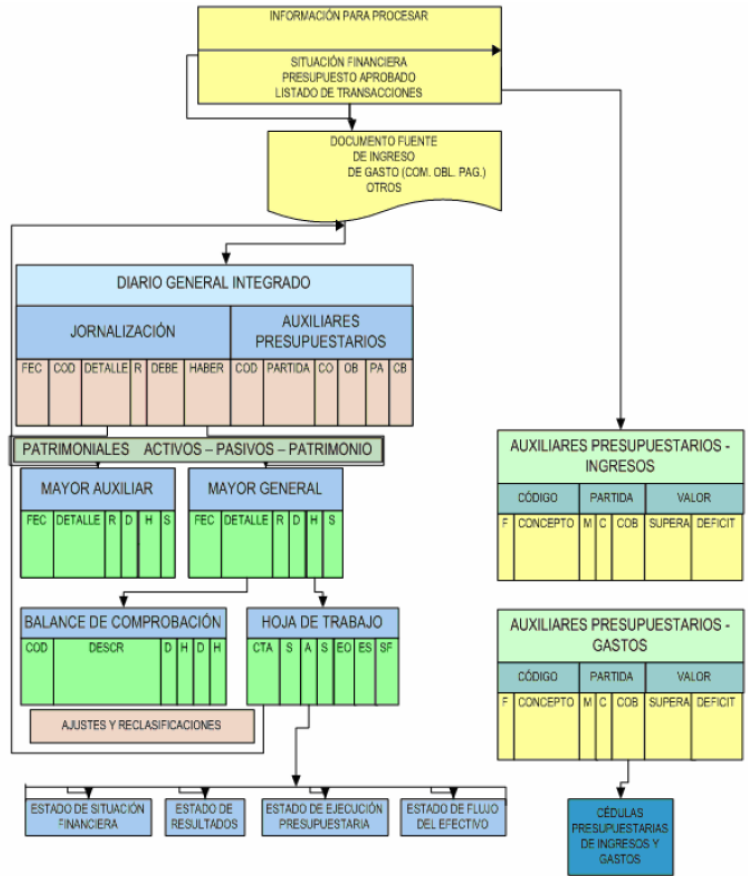 INFORMACIÓN PARA PROCESAR
SITUACIÓN FINANCIERA
PRESUPUESTO APROBADO
LISTADO DE TRANSACCIONES
DOCUMENTO FUENTE
DE INGRESO
DE GASTO (COM. OBL. PAG.)
OTROS
DIARIO GENERAL INTEGRADO
JORNALIZACIÓN
AUXILIARES
PRESUPUESTARIOS
FEC COD DETALLE R DEBE HABER COD PARTIDA CO OB PA CB
PATRIMONIALES ACTIVOS – PASIVOS – PATRIMONIO
MAYOR AUXILIAR
FEC DETALLE R D H S
MAYOR GENERAL
FEC DETALLE R D H S
BALANCE DE COMPROBACIÓN
COD DESCR D H D H
HOJA DE TRABAJO
CTA S A S EO ES SF
AJUSTES Y RECLASIFICACIONES
ESTADO DE SITUACIÓN
FINANCIERA
ESTADO DE
RESULTADOS
ESTADO DE EJECUCIÓN
PRESUPUESTARIA
ESTADO DE FLUJO
DEL EFECTIVO
AUXILIARES PRESUPUESTARIOS -
INGRESOS
CÓDIGO PARTIDA VALOR
F CONCEPTO M C COB SUPERA DEFICIT
AUXILIARES PRESUPUESTARIOS -
GASTOS
CÓDIGO PARTIDA VALOR
F CONCEPTO M C COB SUPERA DEFICIT
CÉDULAS
PRESUPUESTARIAS
DE INGRESOS Y
GASTOS